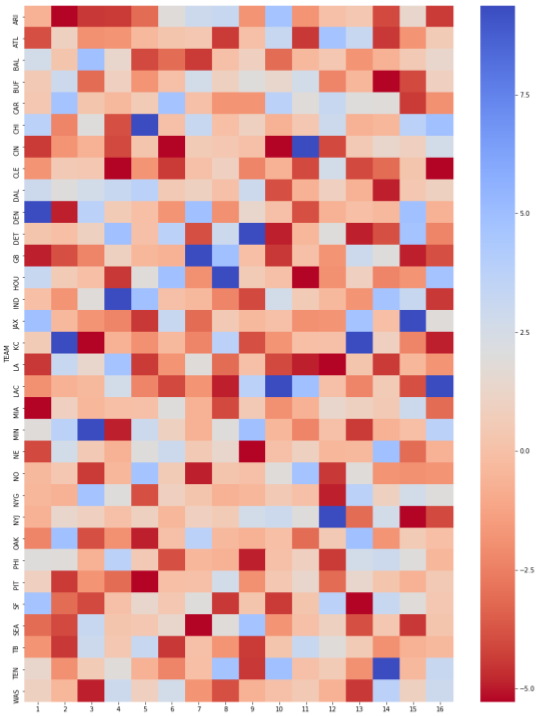 TEAM
ARI
ATL
BAL
BUF
CAR
CHI
CIN
CLE
DAL
DEN
DET
GB
HOU
IND
JAX
KC
LA
LAC
MIA
MIN
NE
NO
NYG
NYJ
OAK
PHI
PIT
SF
SEA
TB
TEN
WAS
1 2 3 4 5 6 7 8 9 10 11 12 13 14 15 16
7.5
5.0
2.5
0.0
−2.5
−5.0